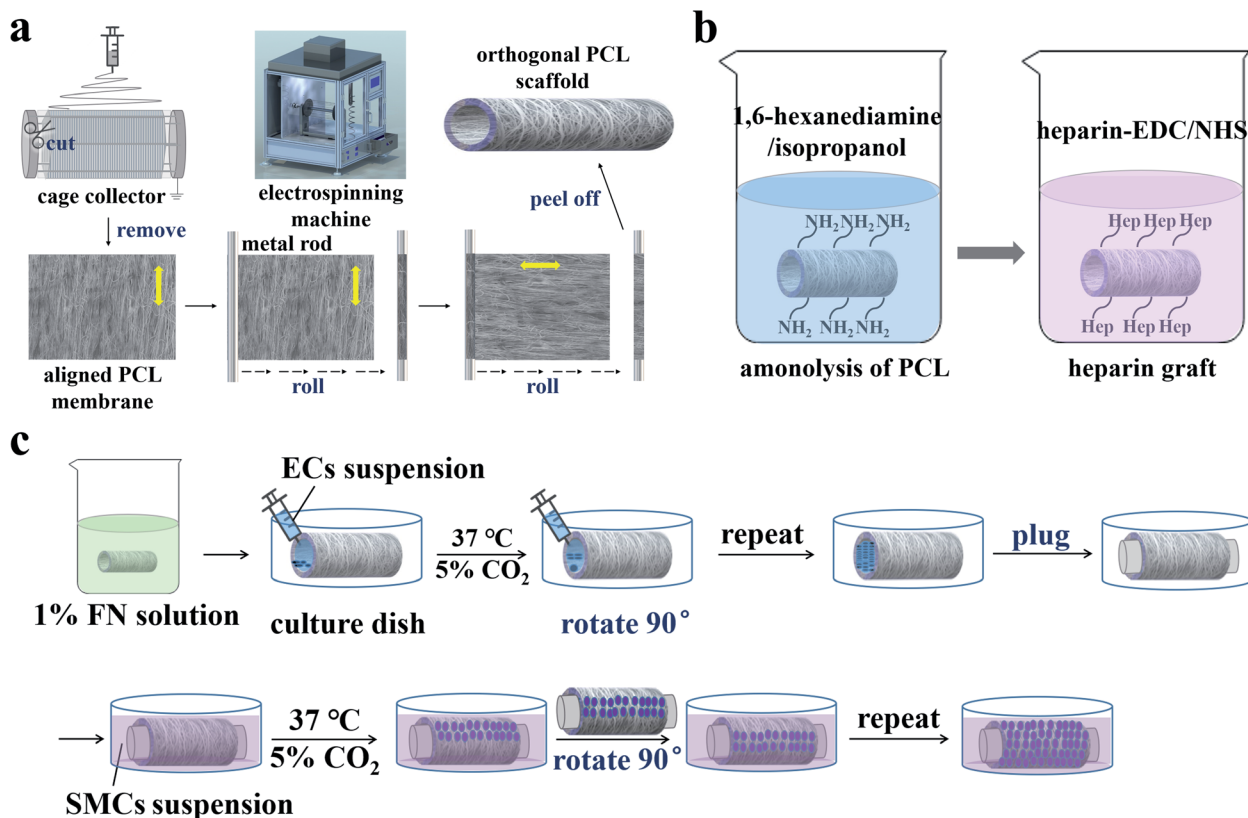 a
cut
cage collector
remove
electrospinning
machine
orthogonal PCL
scaffold
peel off
metal rod
aligned PCL
membrane
roll
roll
b
1,6-hexanediamine
/isopropanol
NH₂ NH₂ NH₂
NH₂ NH₂ NH₂
amonolysis of PCL
heparin-EDC/NHS
Hep Hep Hep
Hep Hep Hep
heparin graft
c
1% FN solution
ECs suspension
culture dish
37 ℃
5% CO₂
rotate 90°
repeat
plug
SMCs suspension
37 ℃
5% CO₂
rotate 90°
repeat